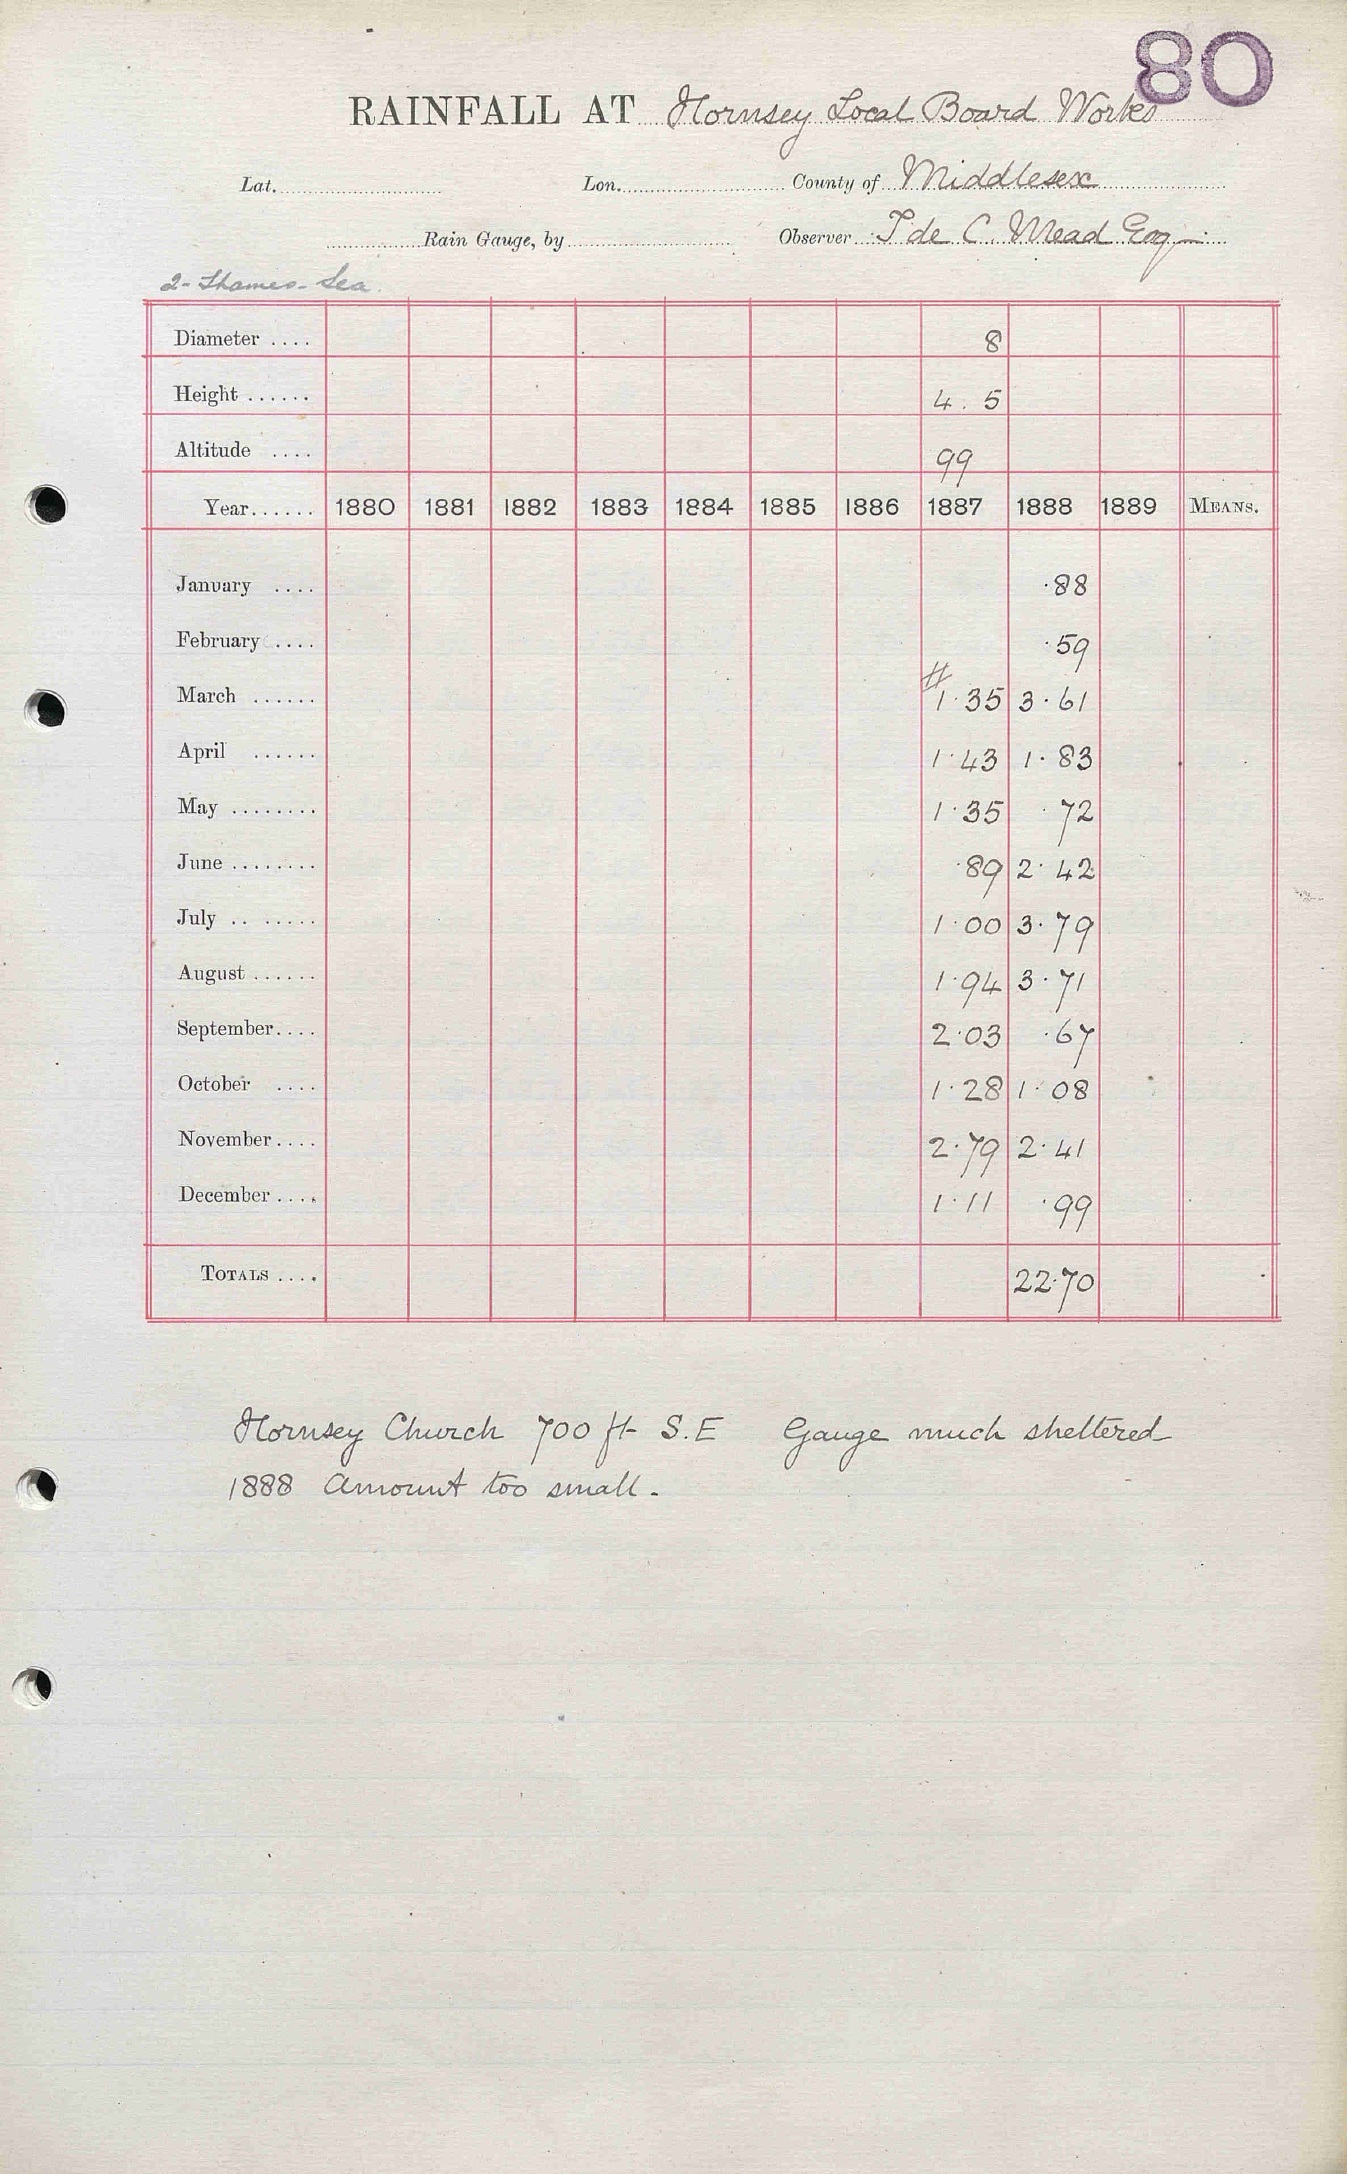 80
RAINFALL AT Hornsey Local Board Works
Lat. Lon. County of Middlesex
Rain Gauge, by Observer T de C. Mead Esq
2- Thames - Sea.
Diameter .... 8
Height ...... 4. 5
Altitude .... 99
Year...... 1880 1881 1882 1883 1884 1885 1886 1887 1888 1889 MEANS.
January .... ·88
February .... ·59
March ...... # 1·35 3·61
April ...... 1·43 1·83
May ........ 1·35 ·72
June ........ ·89 2·42
July .. ..... 1·00 3·79
August ...... 1·94 3·71
September.... 2·03 ·67
October .... 1·28 1·08
November.... 2·79 2·41
December.... 1·11 ·99
TOTALS .... 22·70
Hornsey Church 700 ft S.E Gauge much sheltered
1888 Amount too small.